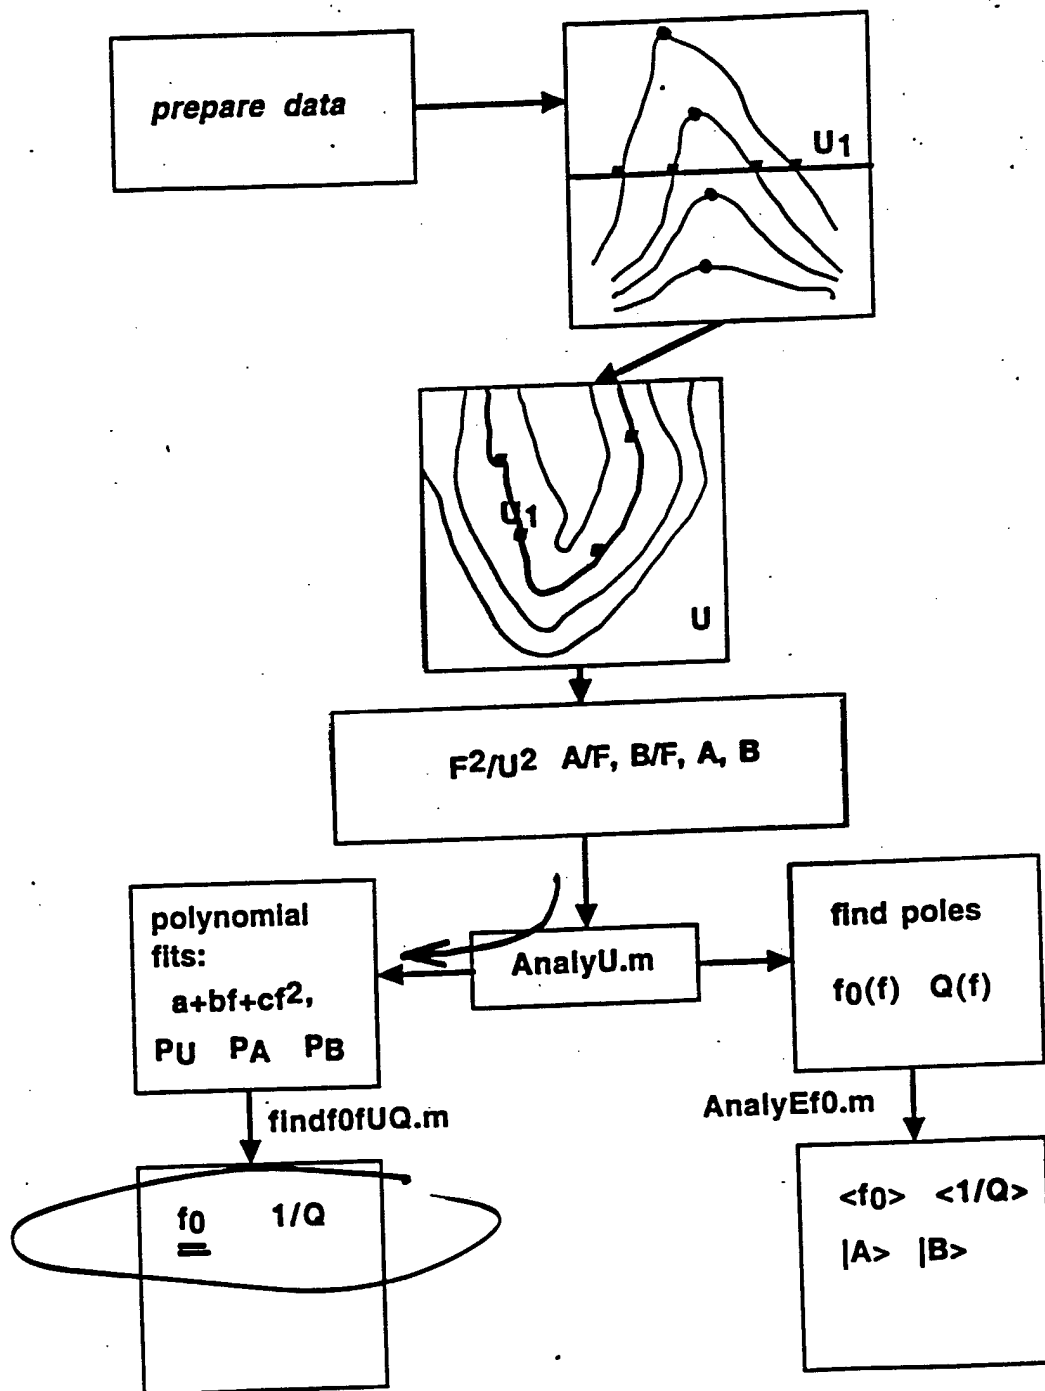 prepare data
U1
U1
U
F²/U² A/F, B/F, A, B
polynomial
fits:
a+bf+cf²,
PU PA PB
AnalyU.m
find poles
f0(f) Q(f)
findf0fUQ.m
AnalyEf0.m
f0 1/Q
<f0> <1/Q>
|A> |B>